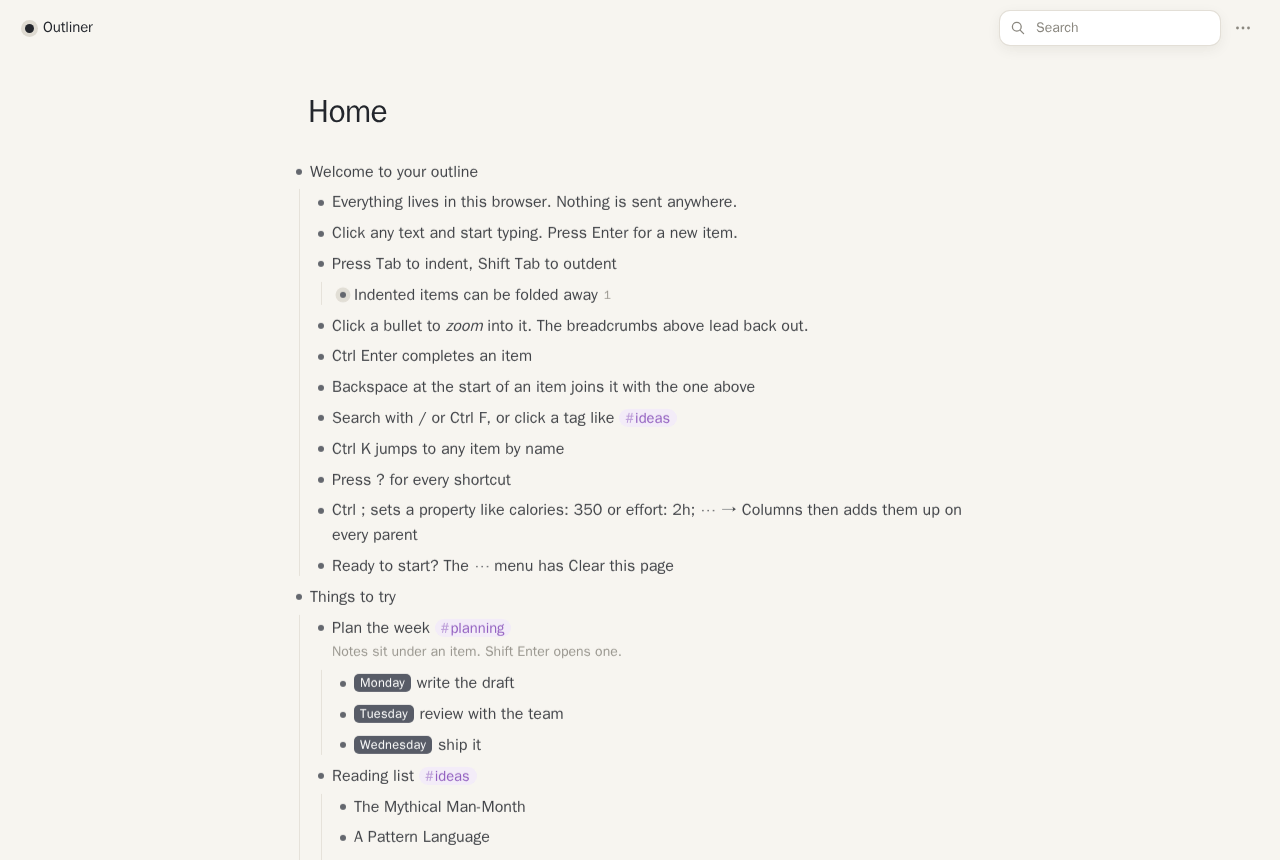 Outliner
Search
Home
Welcome to your outline
Everything lives in this browser. Nothing is sent anywhere.
Click any text and start typing. Press Enter for a new item.
Press Tab to indent, Shift Tab to outdent
Indented items can be folded away 1
Click a bullet to zoom into it. The breadcrumbs above lead back out.
Ctrl Enter completes an item
Backspace at the start of an item joins it with the one above
Search with / or Ctrl F, or click a tag like #ideas
Ctrl K jumps to any item by name
Press ? for every shortcut
Ctrl ; sets a property like calories: 350 or effort: 2h; ··· → Columns then adds them up on
every parent
Ready to start? The ··· menu has Clear this page
Things to try
Plan the week #planning
Notes sit under an item. Shift Enter opens one.
Monday write the draft
Tuesday review with the team
Wednesday ship it
Reading list #ideas
The Mythical Man-Month
A Pattern Language